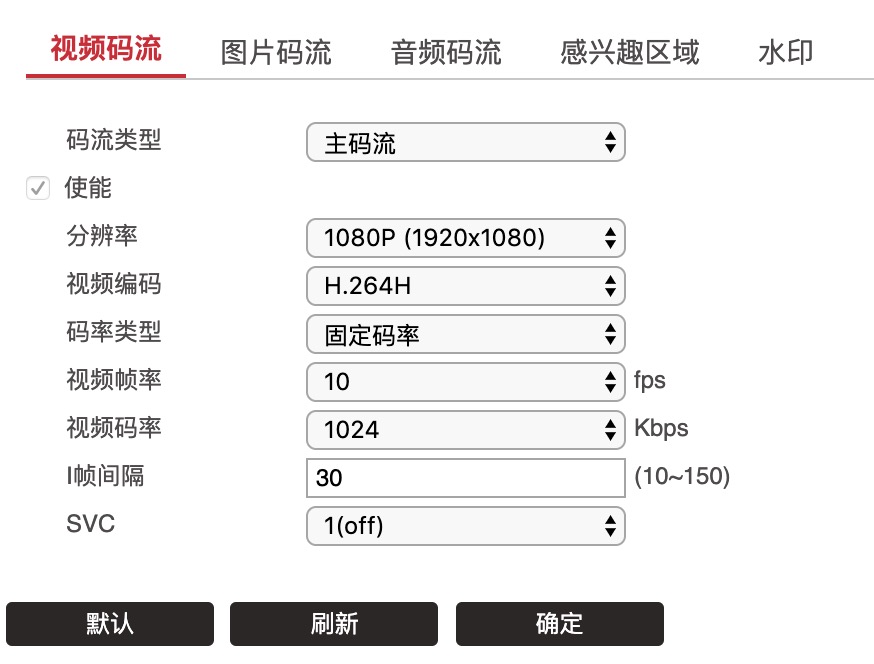 视频码流 图片码流 音频码流 感兴趣区域 水印
码流类型 主码流
使能
分辨率 1080P (1920x1080)
视频编码 H.264H
码率类型 固定码率
视频帧率 10 fps
视频码率 1024 Kbps
I帧间隔 30 (10~150)
SVC 1(off)
默认 刷新 确定